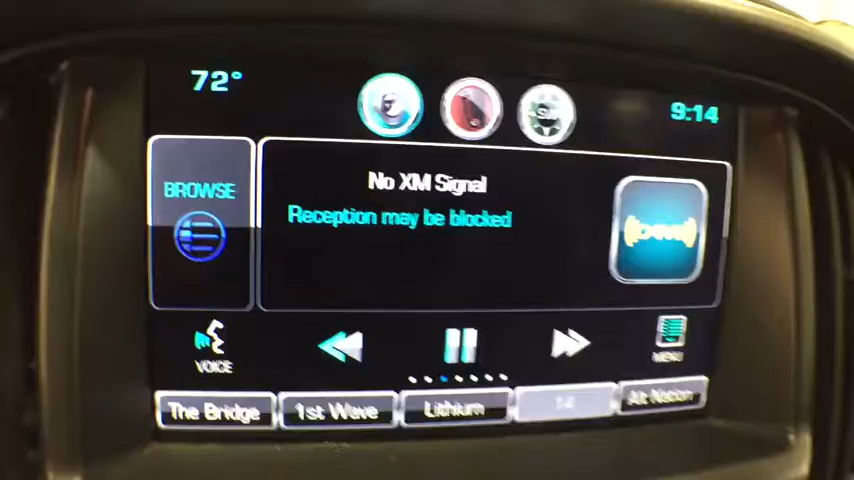 72°
9:14
BROWSE
No XM Signal
Reception may be blocked
((XM))
VOICE
MENU
The Bridge
1st Wave
Lithium
14
Alt Nation